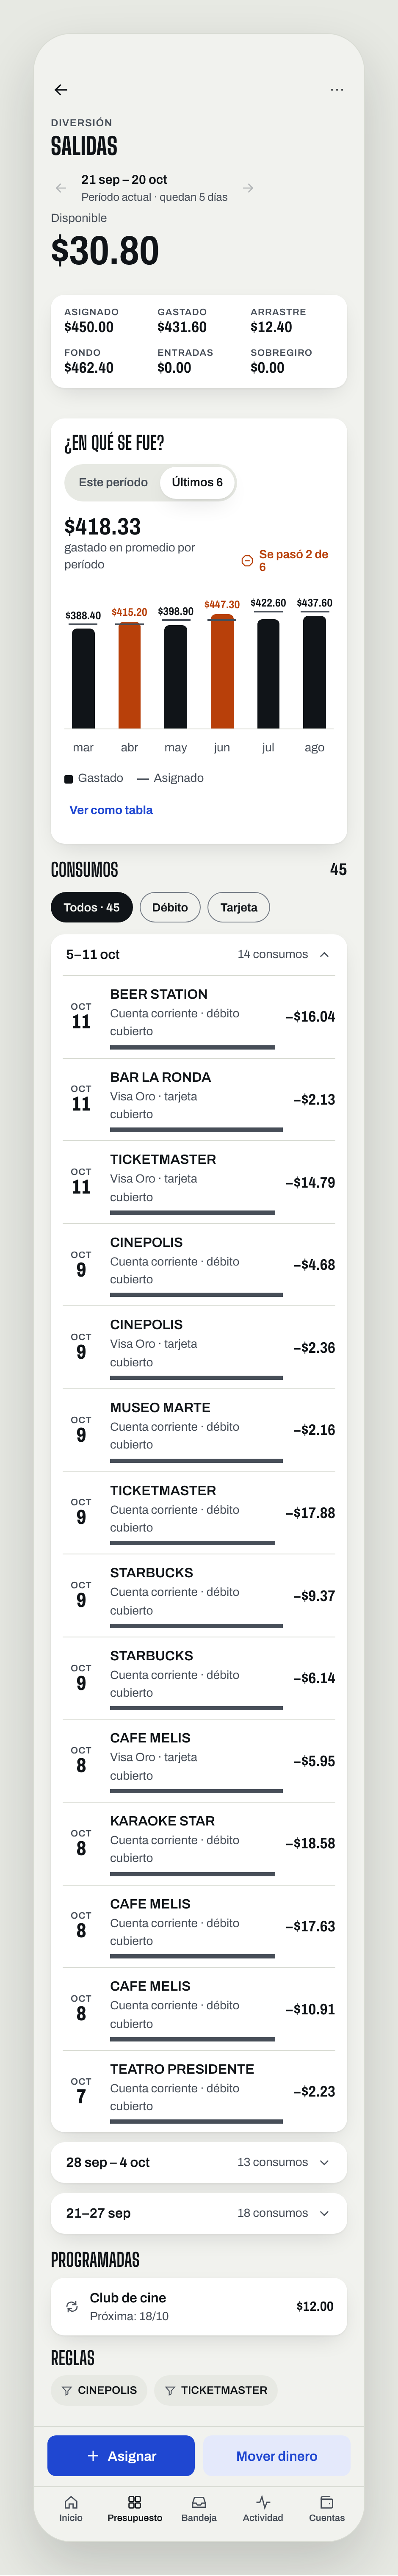 DIVERSIÓN
SALIDAS
21 sep – 20 oct
Período actual · quedan 5 días
Disponible
$30.80
ASIGNADO GASTADO ARRASTRE
$450.00 $431.60 $12.40
FONDO ENTRADAS SOBREGIRO
$462.40 $0.00 $0.00
¿EN QUÉ SE FUE?
Este período Últimos 6
$418.33
gastado en promedio por
período
Se pasó 2 de
6
$388.40 $415.20 $398.90 $447.30 $422.60 $437.60
mar abr may jun jul ago
Gastado Asignado
Ver como tabla
CONSUMOS 45
Todos · 45 Débito Tarjeta
5–11 oct 14 consumos
OCT
11
BEER STATION
Cuenta corriente · débito
cubierto
−$16.04
OCT
11
BAR LA RONDA
Visa Oro · tarjeta
cubierto
−$2.13
OCT
11
TICKETMASTER
Visa Oro · tarjeta
cubierto
−$14.79
OCT
9
CINEPOLIS
Cuenta corriente · débito
cubierto
−$4.68
OCT
9
CINEPOLIS
Visa Oro · tarjeta
cubierto
−$2.36
OCT
9
MUSEO MARTE
Cuenta corriente · débito
cubierto
−$2.16
OCT
9
TICKETMASTER
Cuenta corriente · débito
cubierto
−$17.88
OCT
9
STARBUCKS
Cuenta corriente · débito
cubierto
−$9.37
OCT
9
STARBUCKS
Cuenta corriente · débito
cubierto
−$6.14
OCT
8
CAFE MELIS
Visa Oro · tarjeta
cubierto
−$5.95
OCT
8
KARAOKE STAR
Cuenta corriente · débito
cubierto
−$18.58
OCT
8
CAFE MELIS
Cuenta corriente · débito
cubierto
−$17.63
OCT
8
CAFE MELIS
Cuenta corriente · débito
cubierto
−$10.91
OCT
7
TEATRO PRESIDENTE
Cuenta corriente · débito
cubierto
−$2.23
28 sep – 4 oct 13 consumos
21–27 sep 18 consumos
PROGRAMADAS
Club de cine
Próxima: 18/10
$12.00
REGLAS
CINEPOLIS TICKETMASTER
Asignar Mover dinero
Inicio Presupuesto Bandeja Actividad Cuentas